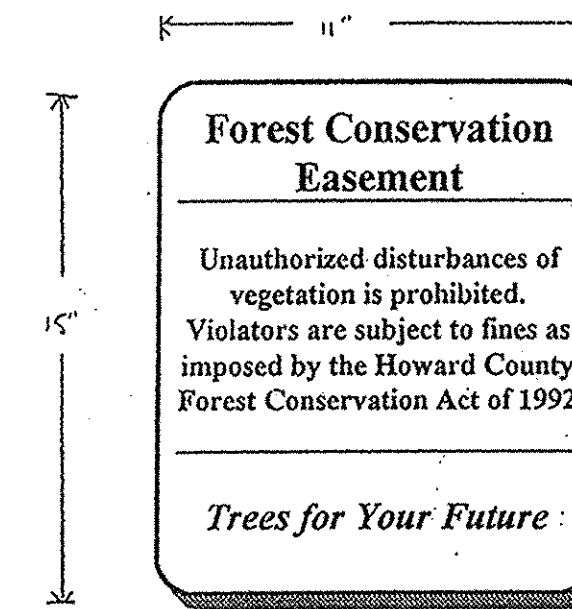 11"
Forest Conservation
Easement
Unauthorized disturbances of
vegetation is prohibited.
15"
Violators are subject to fines as
imposed by the Howard County
Forest Conservation Act of 1992
Trees for Your Future